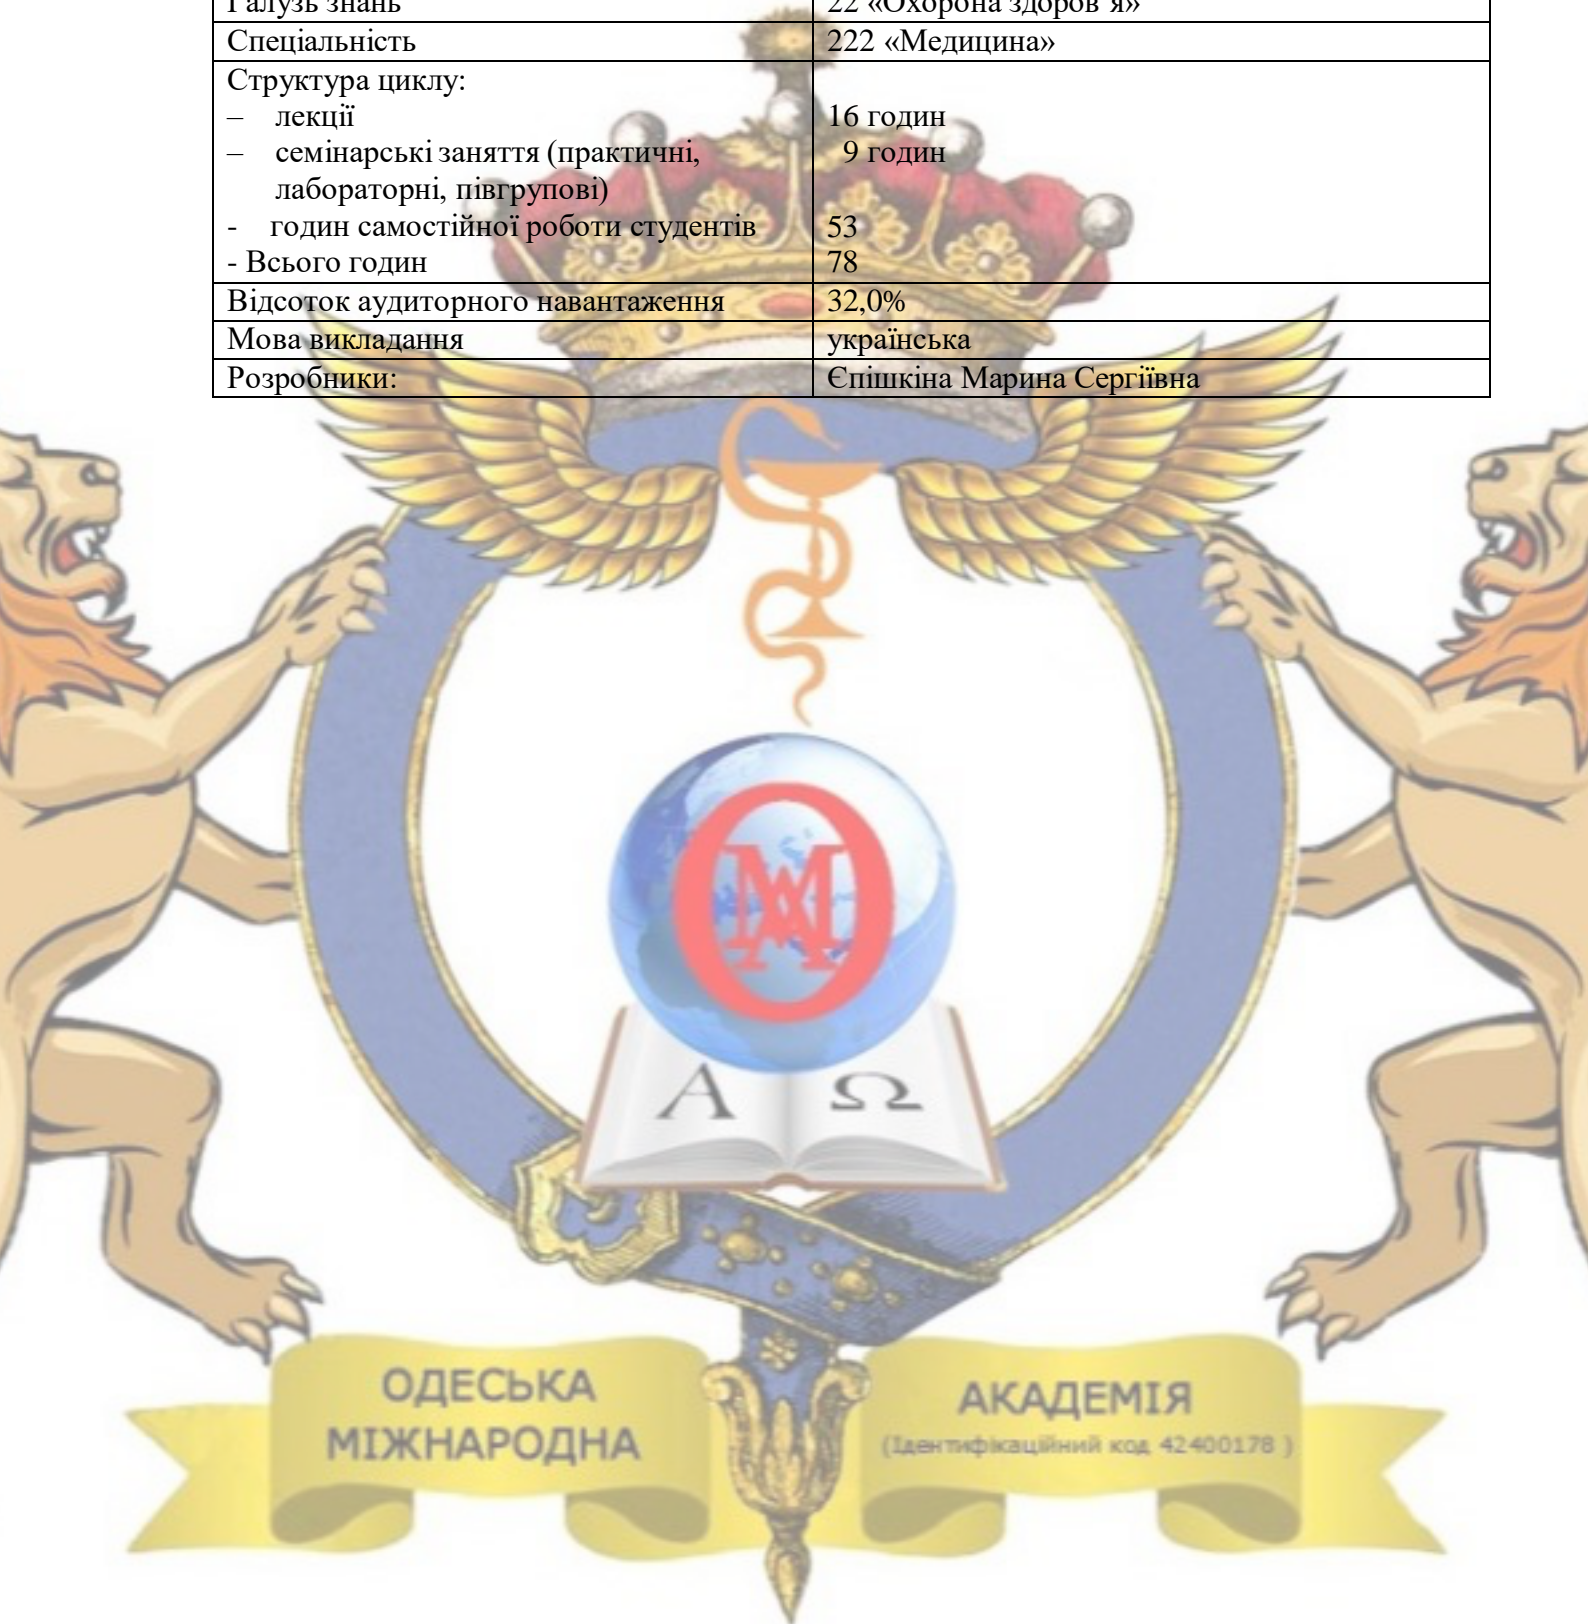 Галузь знань 22 «Охорона здоров'я»
Спеціальність 222 «Медицина»
Структура циклу:
– лекції 16 годин
– семінарські заняття (практичні, 9 годин
лабораторні, півгрупові)
- годин самостійної роботи студентів 53
- Всього годин 78
Відсоток аудиторного навантаження 32,0%
Мова викладання українська
Розробники: Єпішкіна Марина Сергіївна
ОМА
Α Ω
ОДЕСЬКА
МІЖНАРОДНА
АКАДЕМІЯ
(Ідентифікаційний код 42400178 )